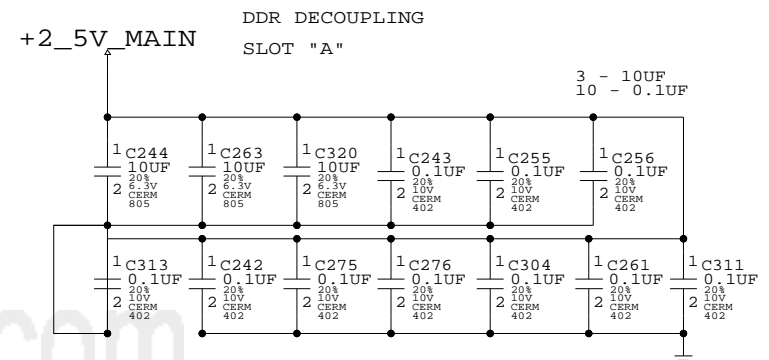 DDR DECOUPLING
+2_5V_MAIN
SLOT "A"
3 - 10UF
10 - 0.1UF
1 C244 10UF 20% 6.3V 2 CERM 805
1 C263 10UF 20% 6.3V 2 CERM 805
1 C320 10UF 20% 6.3V 2 CERM 805
1 C243 0.1UF 20% 10V 2 CERM 402
1 C255 0.1UF 20% 10V 2 CERM 402
1 C256 0.1UF 20% 10V 2 CERM 402
1 C313 0.1UF 20% 10V 2 CERM 402
1 C242 0.1UF 20% 10V 2 CERM 402
1 C275 0.1UF 20% 10V 2 CERM 402
1 C276 0.1UF 20% 10V 2 CERM 402
1 C304 0.1UF 20% 10V 2 CERM 402
1 C261 0.1UF 20% 10V 2 CERM 402
1 C311 0.1UF 20% 10V 2 CERM 402